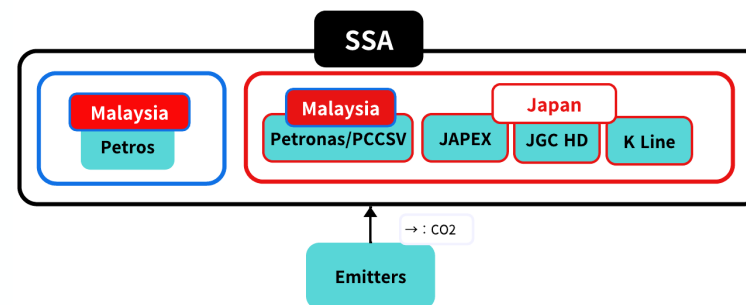 SSA
Malaysia
Petros
Malaysia
Petronas/PCCSV
Japan
JAPEX
JGC HD
K Line
→：CO2
Emitters